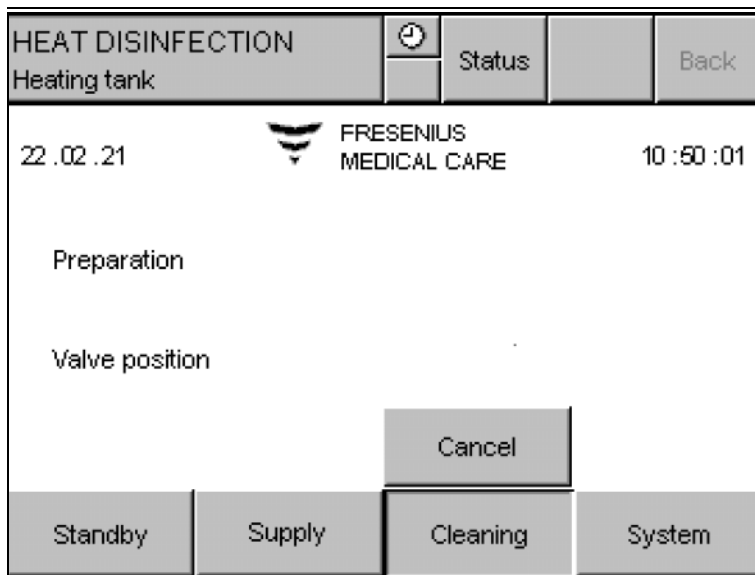 HEAT DISINFECTION
Heating tank
Status
Back
22 .02 .21
FRESENIUS
MEDICAL CARE
10 :50 :01
Preparation
Valve position
Cancel
Standby
Supply
Cleaning
System